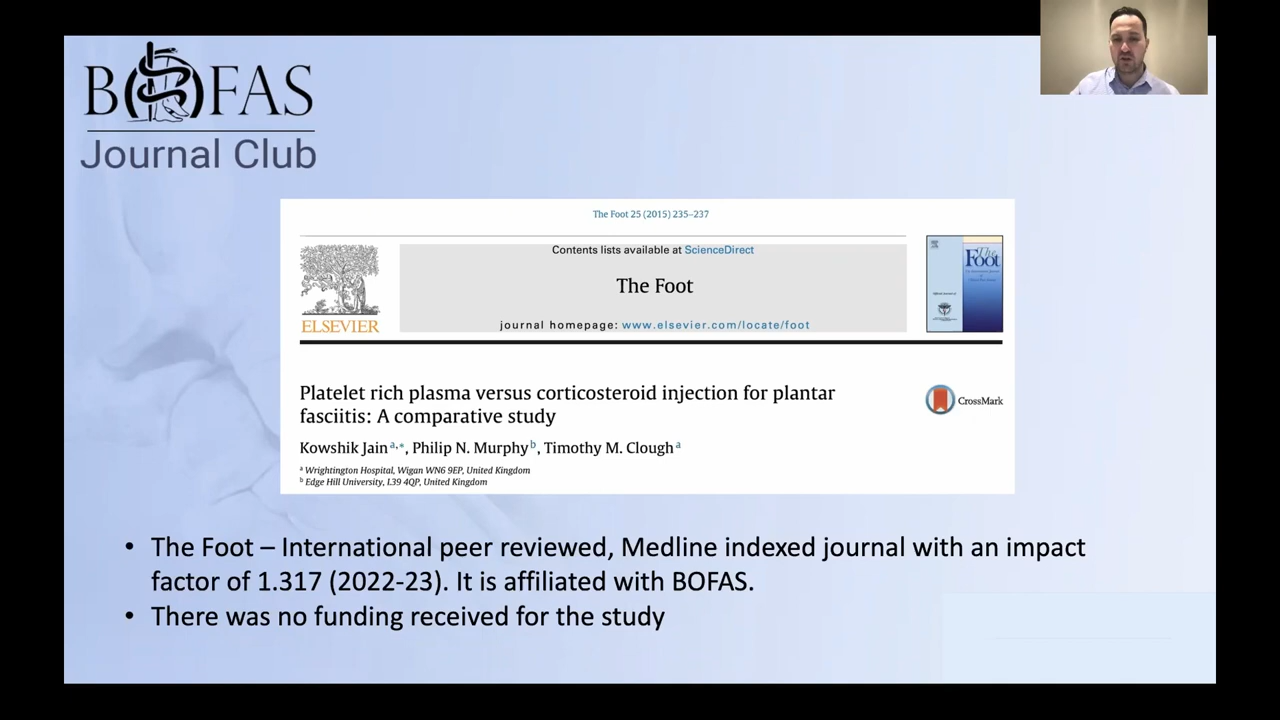 BOFAS
Journal Club
The Foot 25 (2015) 235–237
Contents lists available at ScienceDirect
The Foot
journal homepage: www.elsevier.com/locate/foot
ELSEVIER
The Foot
Platelet rich plasma versus corticosteroid injection for plantar
fasciitis: A comparative study
CrossMark
Kowshik Jain a,*, Philip N. Murphy b, Timothy M. Clough a
a Wrightington Hospital, Wigan WN6 9EP, United Kingdom
b Edge Hill University, L39 4QP, United Kingdom
• The Foot – International peer reviewed, Medline indexed journal with an impact
factor of 1.317 (2022-23). It is affiliated with BOFAS.
• There was no funding received for the study